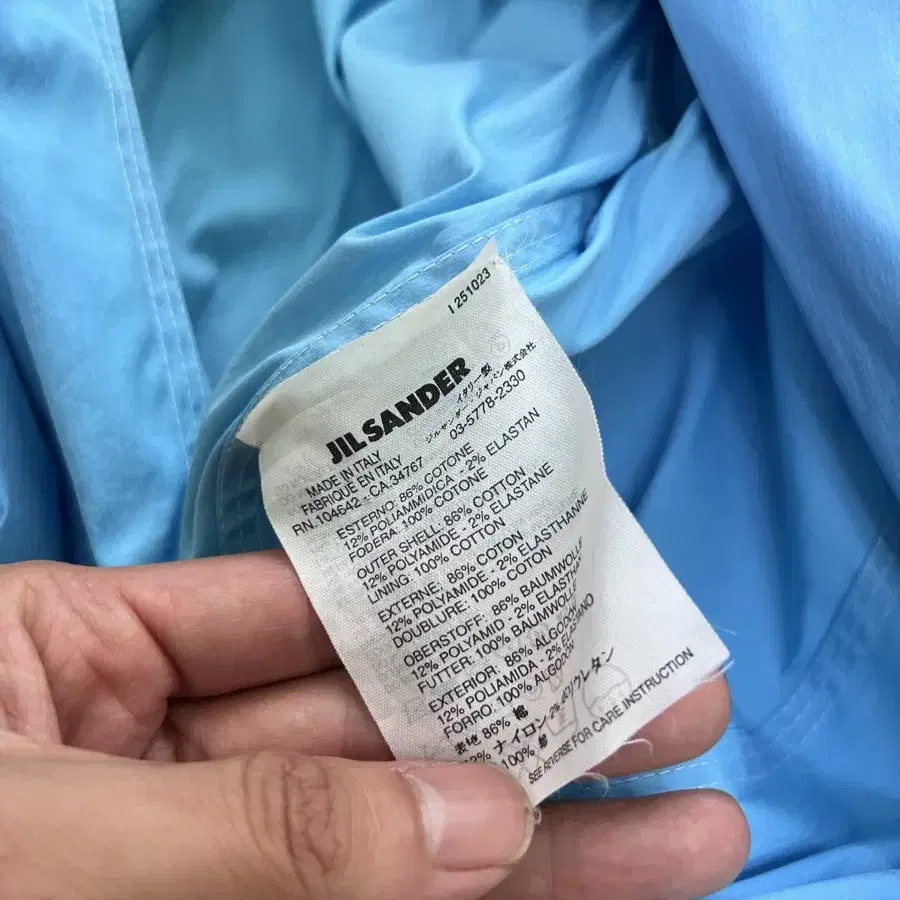 I 251023
JIL SANDER
イタリー製
ジルサンダージャパン株式会社
MADE IN ITALY
FABRIQUE EN ITALY
RN.104642 - CA.34767
03-5778-2330
ESTERNO: 86% COTONE
12% POLIAMMIDICA - 2% ELASTAN
FODERA: 100% COTONE
OUTER SHELL: 86% COTTON
12% POLYAMIDE - 2% ELASTANE
LINING: 100% COTTON
EXTERNE: 86% COTON
12% POLYAMIDE - 2% ELASTHANNE
DOUBLURE: 100% COTON
OBERSTOFF: 86% BAUMWOLLE
12% POLYAMID - 2% ELASTHAN
FUTTER: 100% BAUMWOLLE
EXTERIOR: 86% ALGODON
12% POLIAMIDA - 2% ELASTANO
FORRO: 100% ALGODON
表地 86% 綿
12% ナイロン 2% ポリウレタン
100% 綿
SEE REVERSE FOR CARE INSTRUCTION